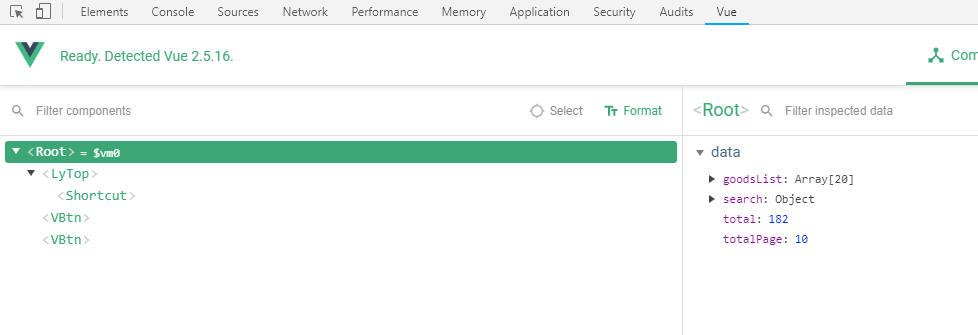 Elements Console Sources Network Performance Memory Application Security Audits Vue
Ready. Detected Vue 2.5.16.
Com
Filter components Select Format
<Root> Filter inspected data
<Root> = $vm0
<LyTop>
<Shortcut>
<VBtn>
<VBtn>
data
goodsList: Array[20]
search: Object
total: 182
totalPage: 10